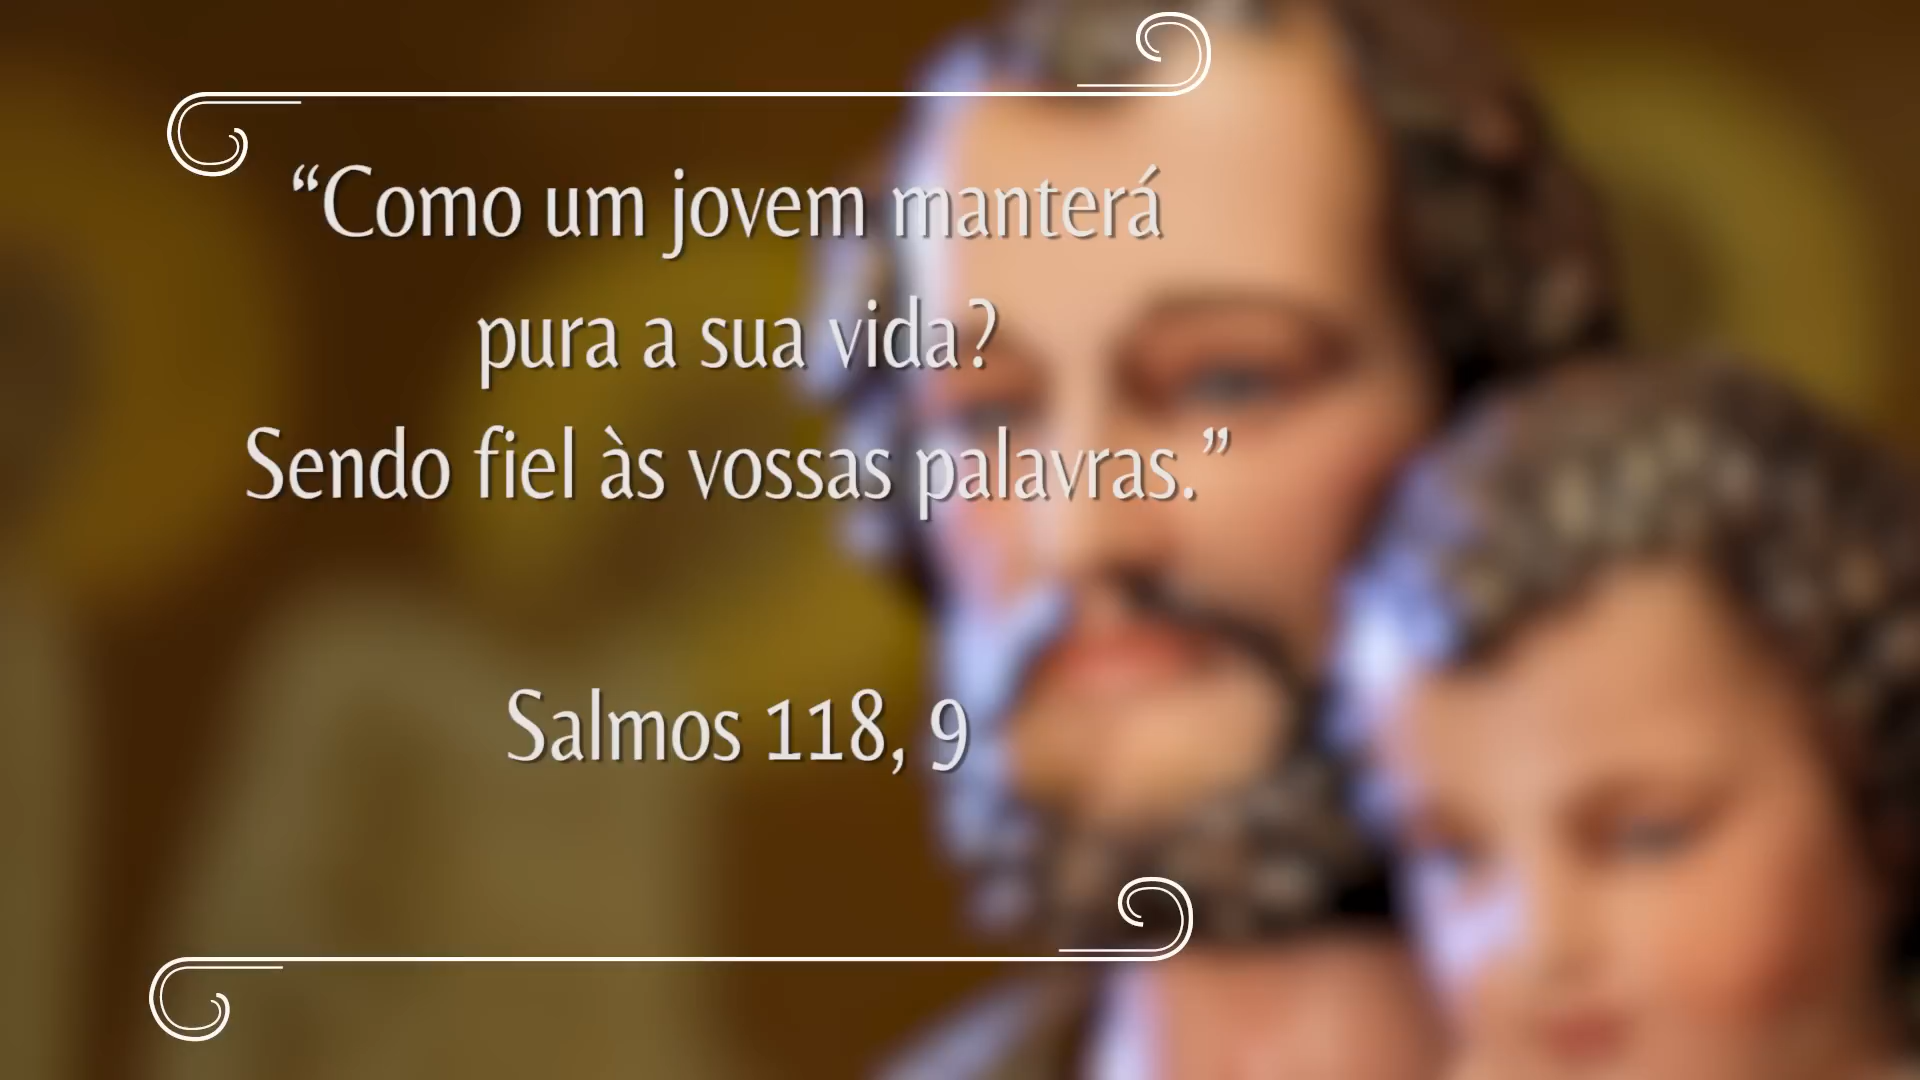 “Como um jovem manterá
pura a sua vida?
Sendo fiel às vossas palavras.”
Salmos 118, 9